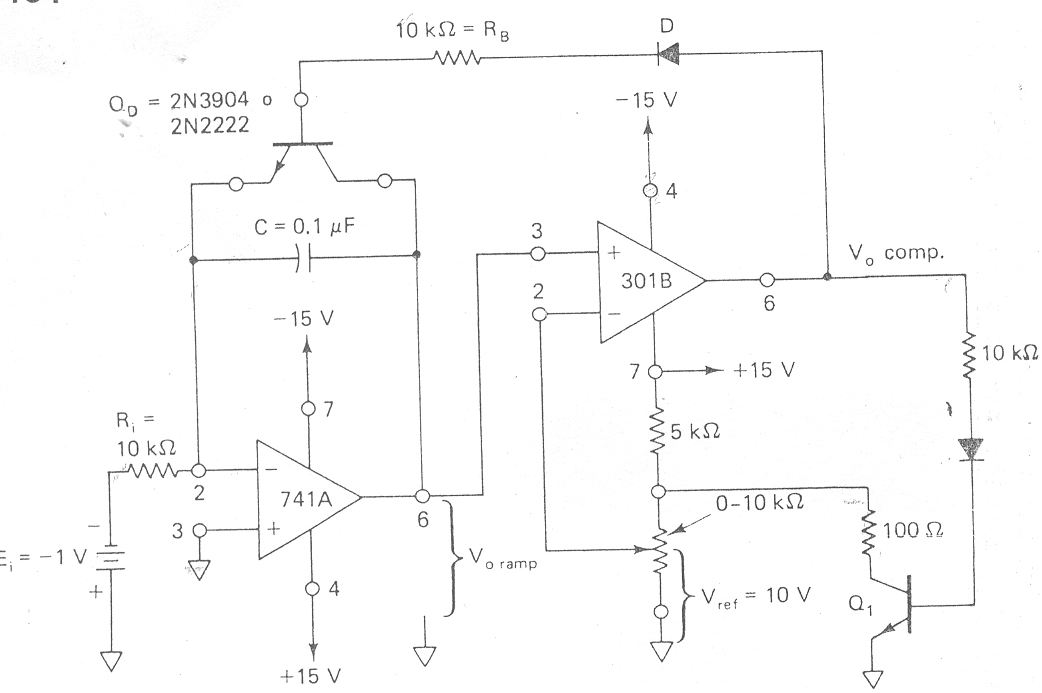 10 kΩ = R_B
D
Q_D = 2N3904 o
2N2222
-15 V
4
C = 0.1 μF
3
+
301B
V_o comp.
2
−
6
-15 V
7
+15 V
10 kΩ
7
R_i =
10 kΩ
5 kΩ
−
2
741A
6
0-10 kΩ
3
+
100 Ω
−
E_i = -1 V
+
V_o ramp
4
V_ref = 10 V
Q_1
+15 V